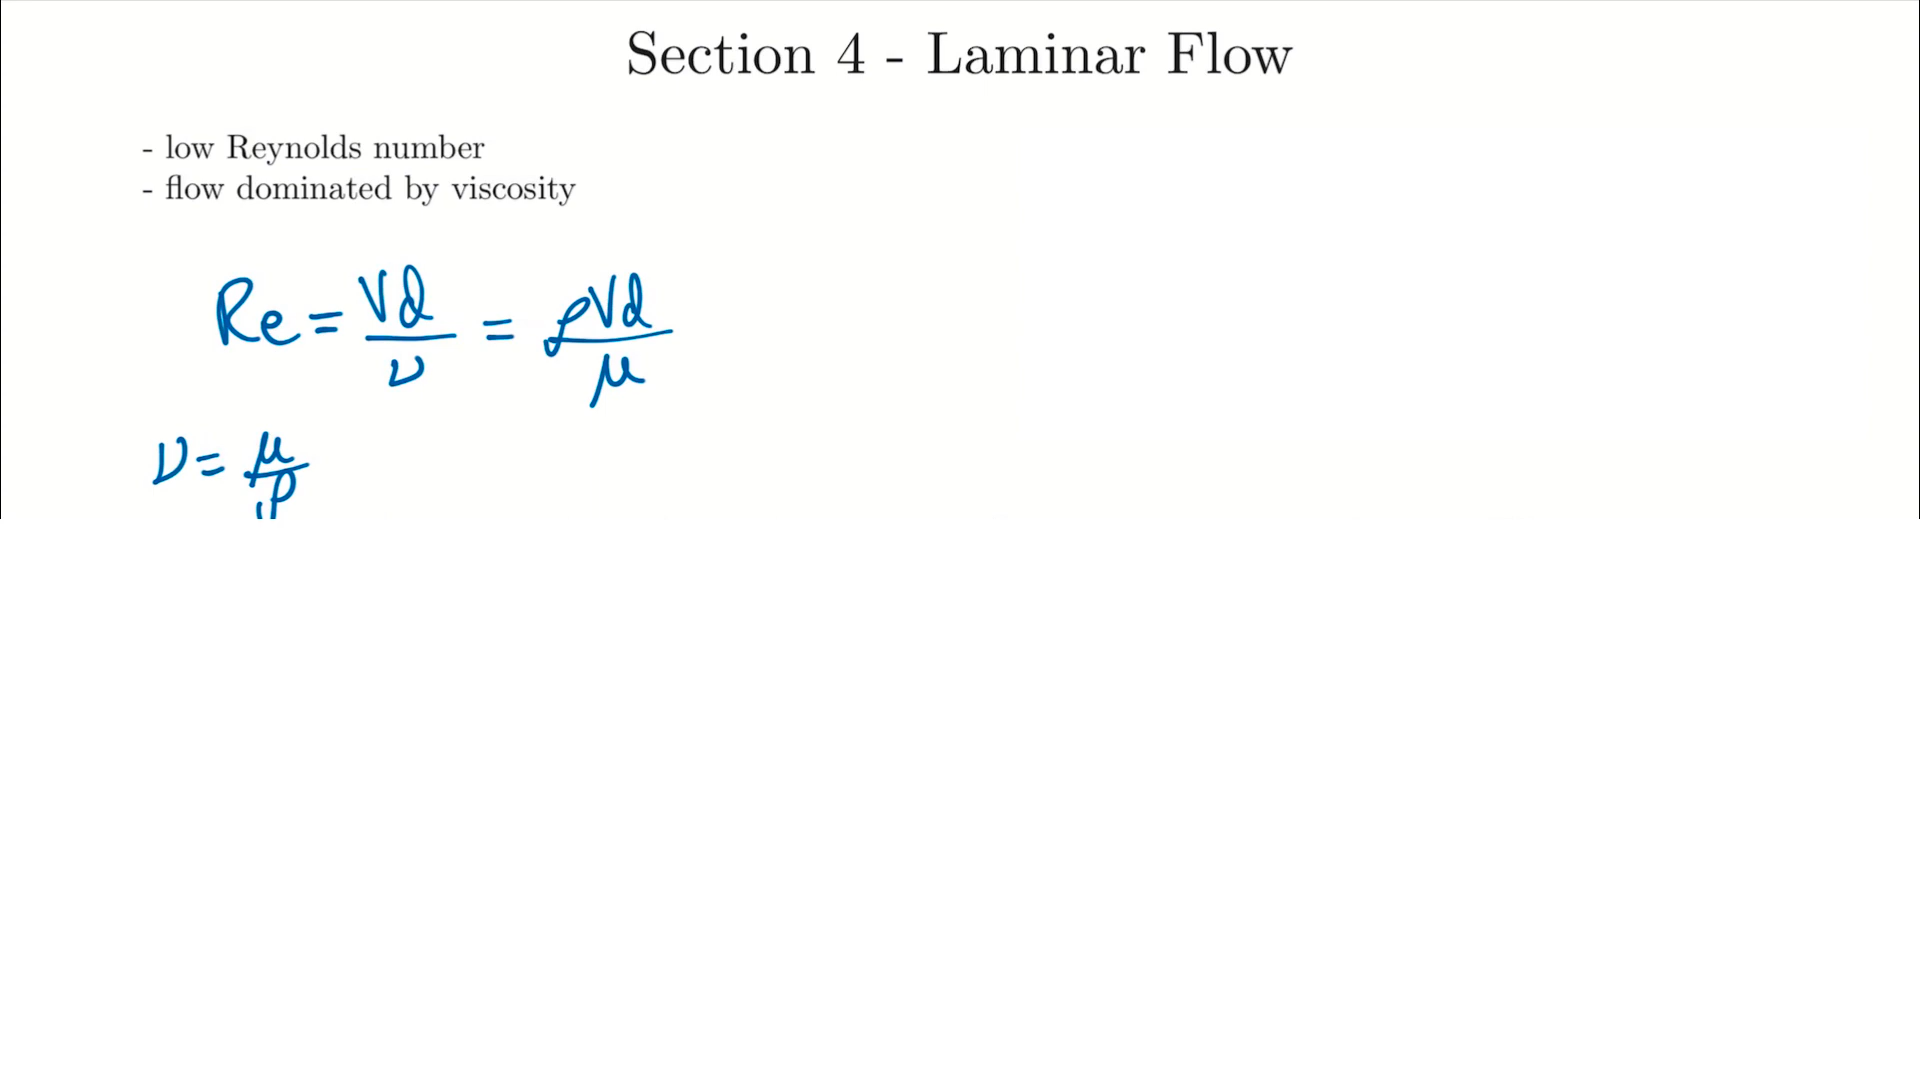 Section 4 - Laminar Flow
- low Reynolds number
- flow dominated by viscosity
Re = Vd/ν = ρVd/μ
ν = μ/ρ